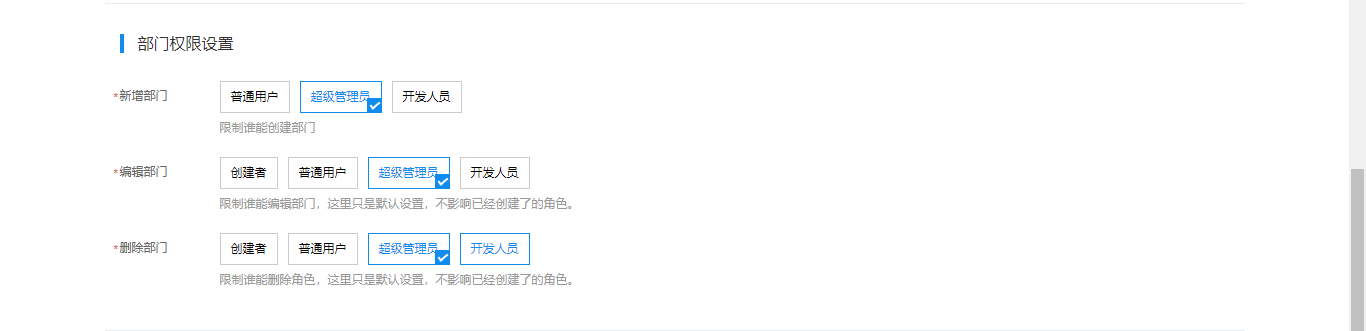 部门权限设置
*新增部门 普通用户 超级管理员 开发人员
限制谁能创建部门
*编辑部门 创建者 普通用户 超级管理员 开发人员
限制谁能编辑部门，这里只是默认设置，不影响已经创建了的角色。
*删除部门 创建者 普通用户 超级管理员 开发人员
限制谁能删除角色，这里只是默认设置，不影响已经创建了的角色。